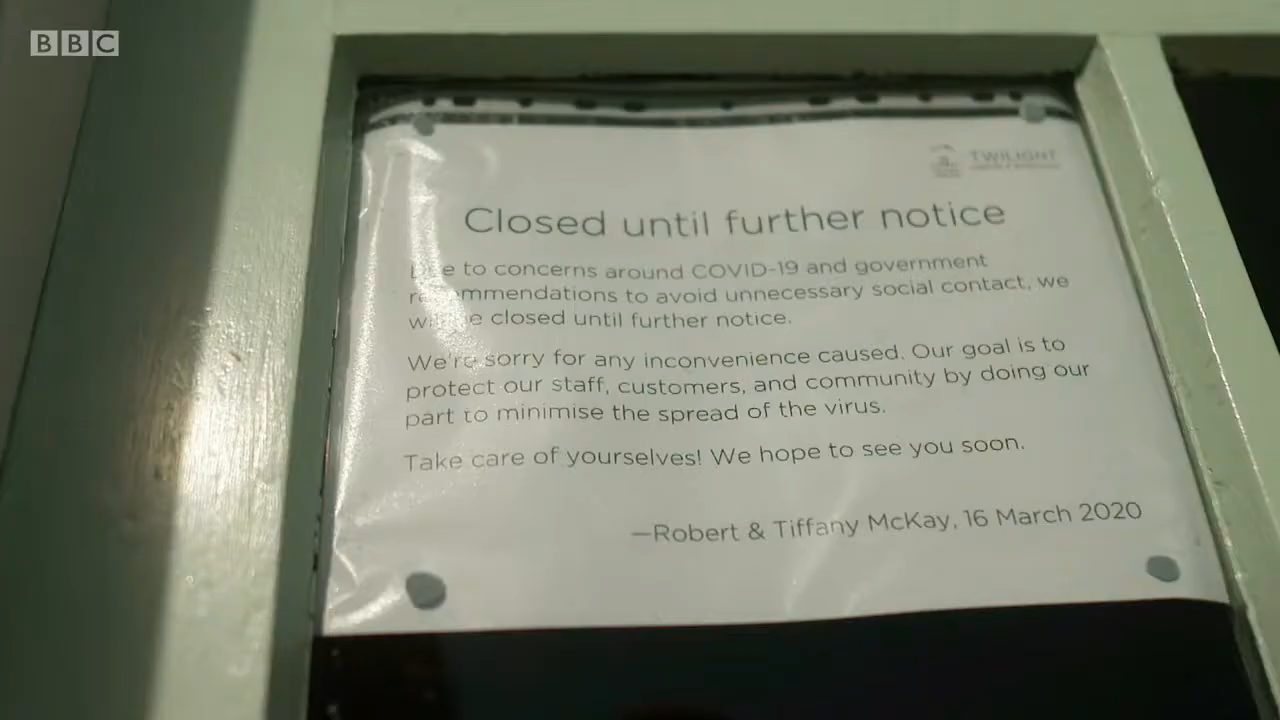 BBC
TWILIGHT
Closed until further notice
to concerns around COVID-19 and government
recommendations to avoid unnecessary social contact, we
closed until further notice.
We're sorry for any inconvenience caused. Our goal is to
protect our staff, customers, and community by doing our
part to minimise the spread of the virus.
Take care of yourselves! We hope to see you soon.
—Robert & Tiffany McKay, 16 March 2020